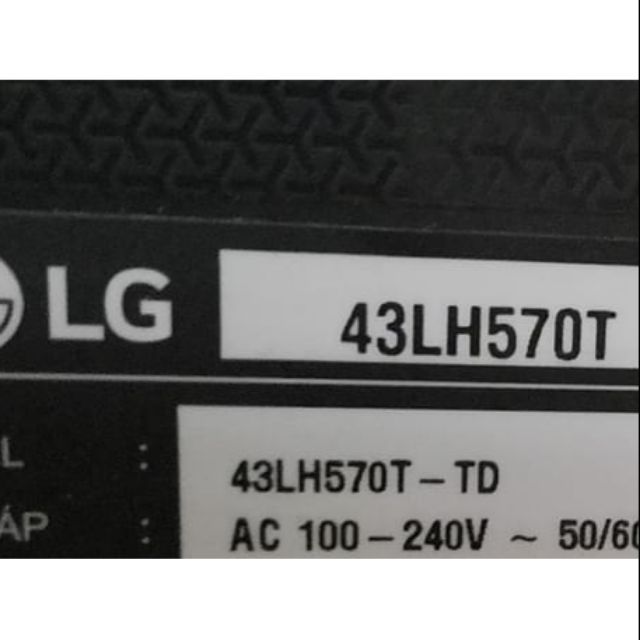 LG 43LH570T
L : 43LH570T-TD
ÁP : AC 100-240V ~ 50/60